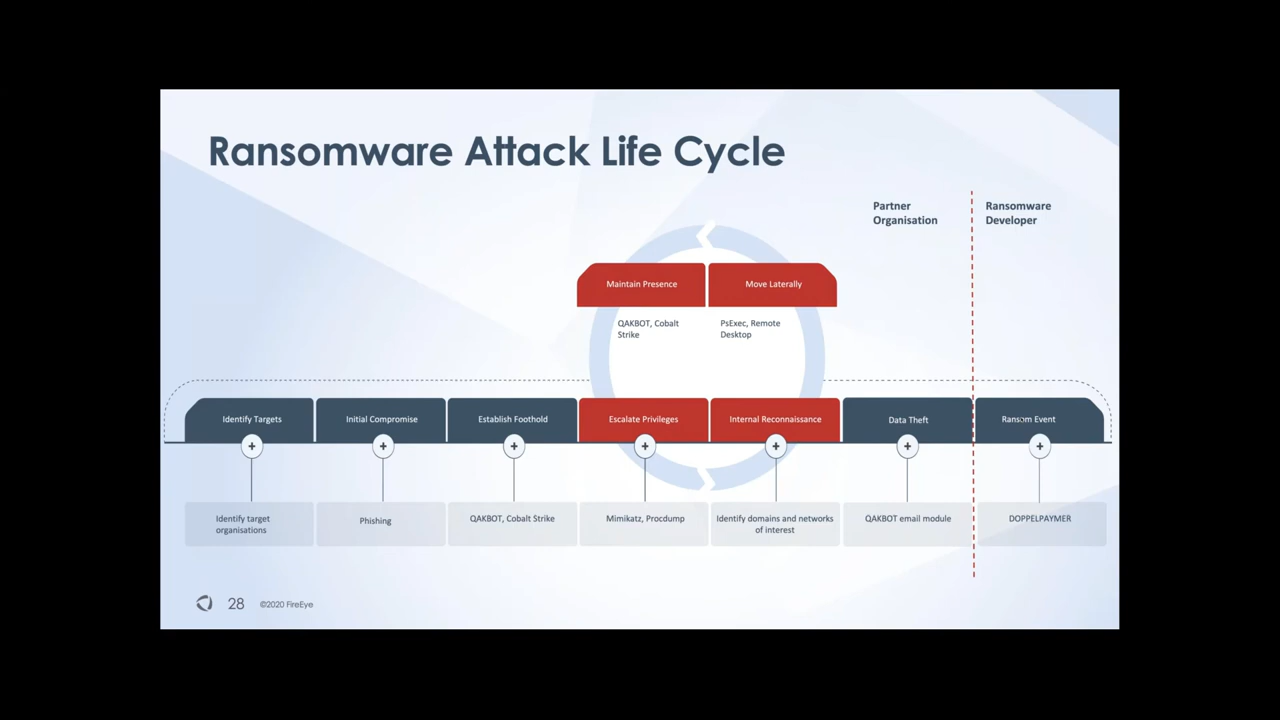 Ransomware Attack Life Cycle
Partner
Organisation
Ransomware
Developer
Maintain Presence
Move Laterally
QAKBOT, Cobalt
Strike
PsExec, Remote
Desktop
Identify Targets
Initial Compromise
Establish Foothold
Escalate Privileges
Internal Reconnaissance
Data Theft
Ransom Event
Identify target
organisations
Phishing
QAKBOT, Cobalt Strike
Mimikatz, Procdump
Identify domains and networks
of interest
QAKBOT email module
DOPPELPAYMER
28
©2020 FireEye